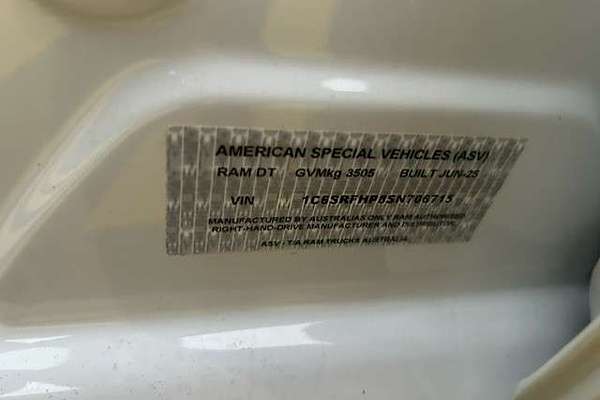 AMERICAN SPECIAL VEHICLES (ASV)
RAM DT GVMkg 3505 BUILT JUN-25
VIN 1C6SRFHP8SN706715
MANUFACTURED BY AUSTRALIAS ONLY RAM AUTHORISED
RIGHT-HAND-DRIVE MANUFACTURER AND DISTRIBUTOR.
ASV - T/A RAM TRUCKS AUSTRALIA